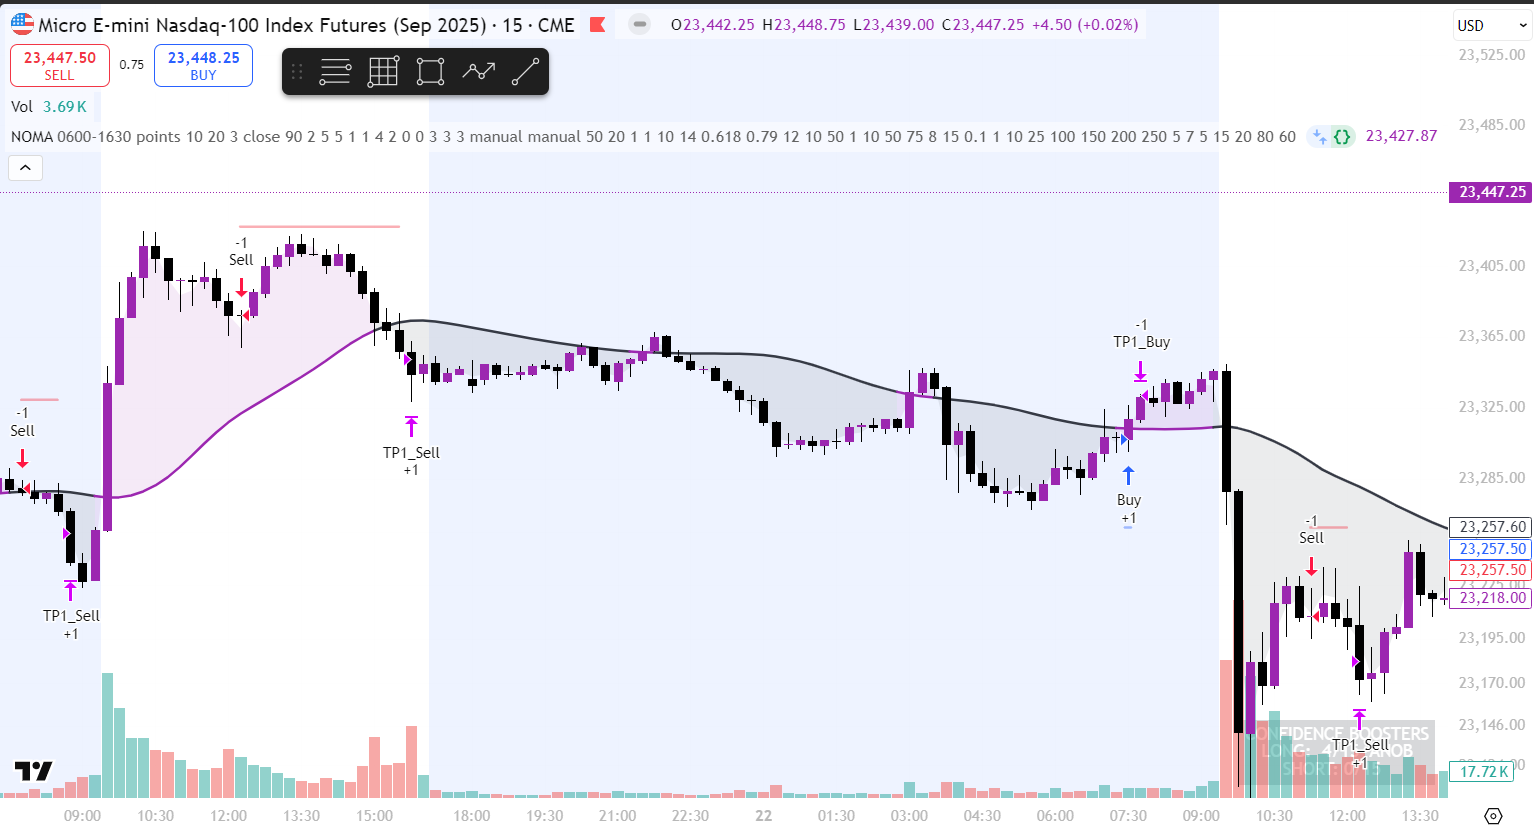 Micro E-mini Nasdaq-100 Index Futures (Sep 2025) · 15 · CME
O23,442.25 H23,448.75 L23,439.00 C23,447.25 +4.50 (+0.02%)
USD
23,447.50
SELL
0.75
23,448.25
BUY
Vol 3.69K
NOMA 0600-1630 points 10 20 3 close 90 2 5 5 1 1 4 2 0 0 3 3 3 manual manual 50 20 1 1 10 14 0.618 0.79 12 10 50 1 10 50 75 8 15 0.1 1 10 25 100 150 200 250 5 7 5 15 20 80 60 23,427.87
23,525.00
23,485.00
23,447.25
23,405.00
23,365.00
23,325.00
23,285.00
23,257.60
23,257.50
23,257.50
23,225.00
23,218.00
23,195.00
23,170.00
23,146.00
17.72K
-1
Sell
TP1_Sell
+1
-1
Sell
TP1_Sell
+1
-1
TP1_Buy
Buy
+1
-1
Sell
TP1_Sell
+1
CONFIDENCE BOOSTERS
LONG:
SHORT:
09:00 10:30 12:00 13:30 15:00 18:00 19:30 21:00 22:30 22 01:30 03:00 04:30 06:00 07:30 09:00 10:30 12:00 13:30